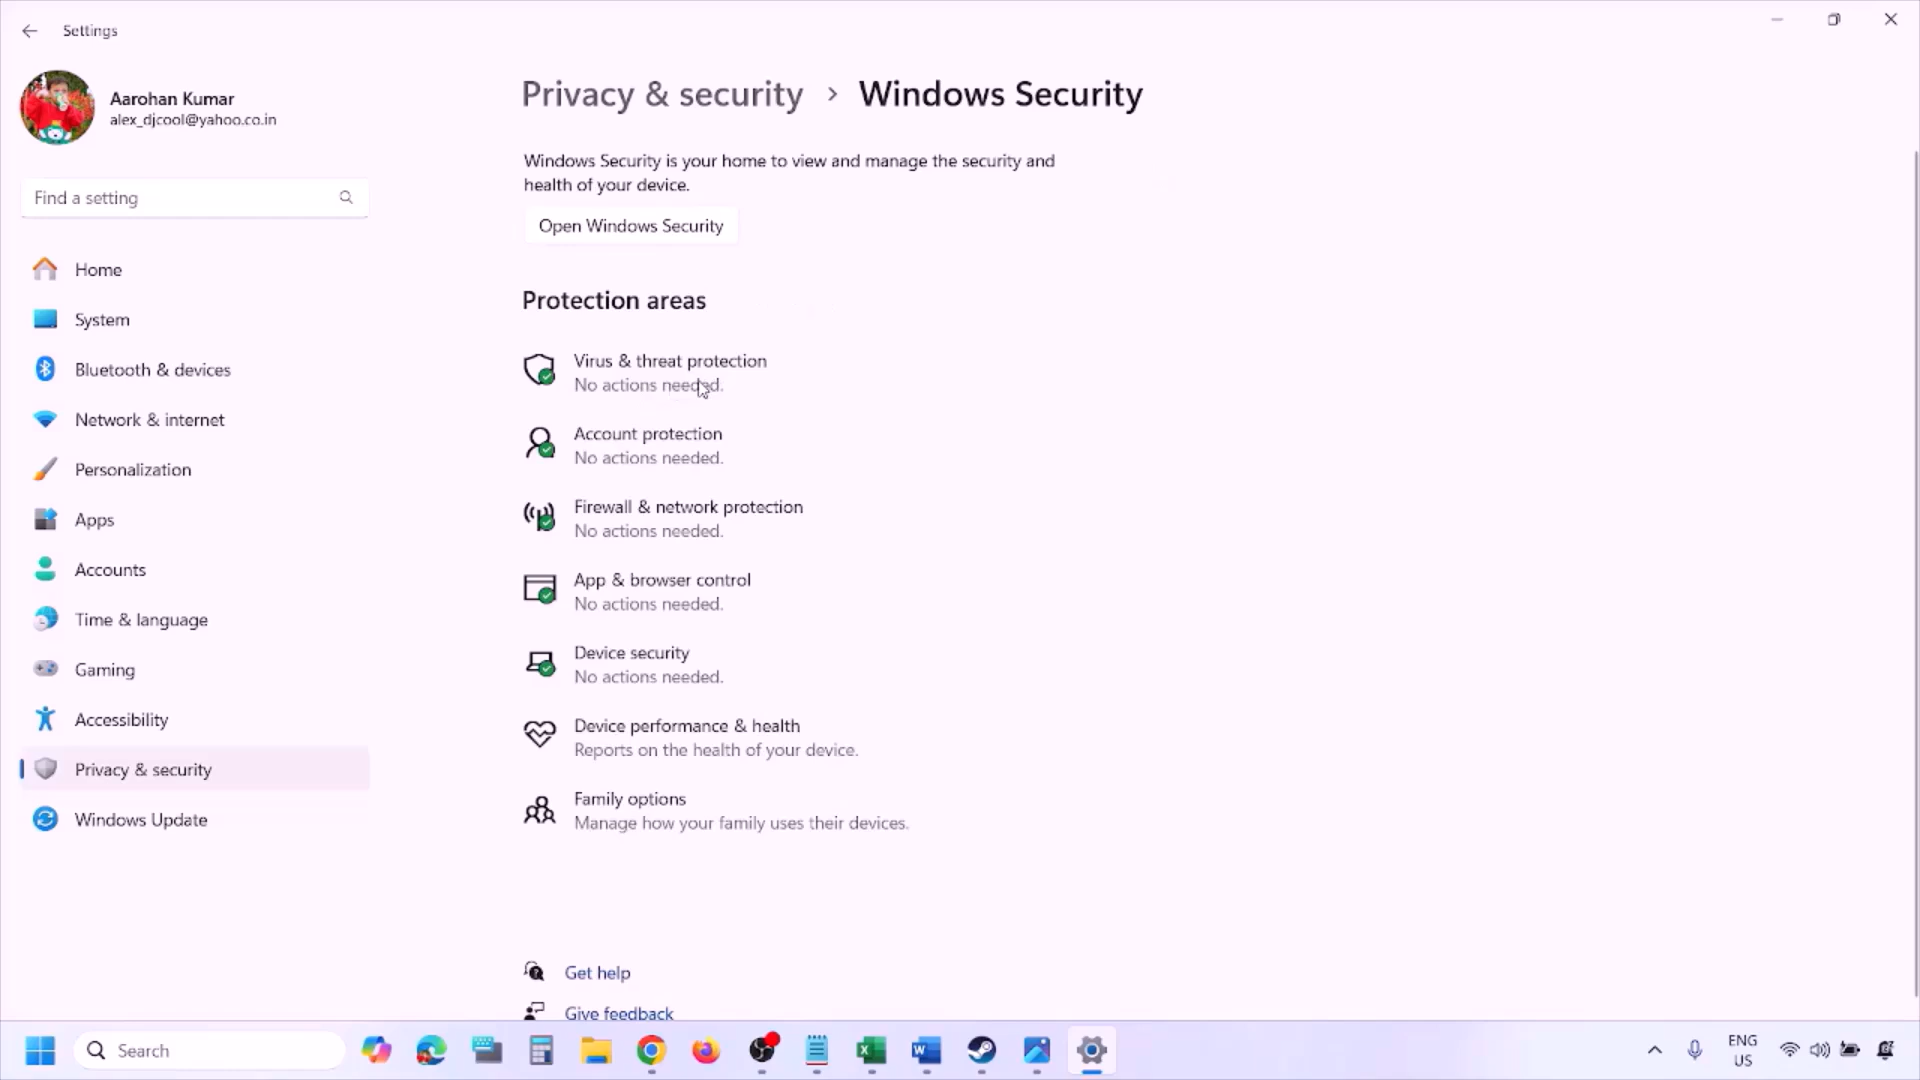 Settings
Aarohan Kumar
alex_djcool@yahoo.co.in
Find a setting
Home
System
Bluetooth & devices
Network & internet
Personalization
Apps
Accounts
Time & language
Gaming
Accessibility
Privacy & security
Windows Update
Privacy & security > Windows Security
Windows Security is your home to view and manage the security and
health of your device.
Open Windows Security
Protection areas
Virus & threat protection
No actions needed.
Account protection
No actions needed.
Firewall & network protection
No actions needed.
App & browser control
No actions needed.
Device security
No actions needed.
Device performance & health
Reports on the health of your device.
Family options
Manage how your family uses their devices.
Get help
Give feedback
Search
ENG
US